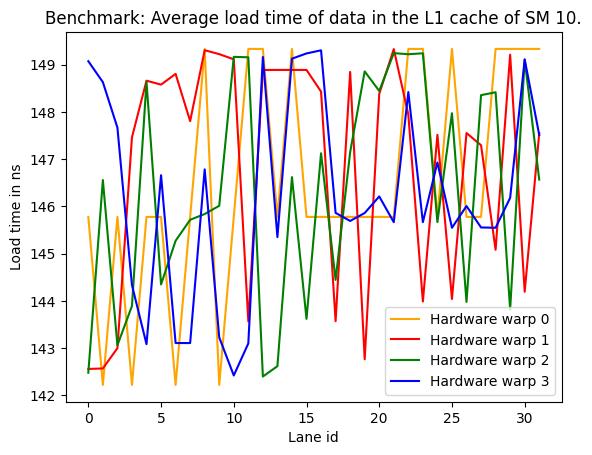 Benchmark: Average load time of data in the L1 cache of SM 10.
Load time in ns
149
148
147
146
145
144
143
142
0 5 10 15 20 25 30
Lane id
Hardware warp 0
Hardware warp 1
Hardware warp 2
Hardware warp 3